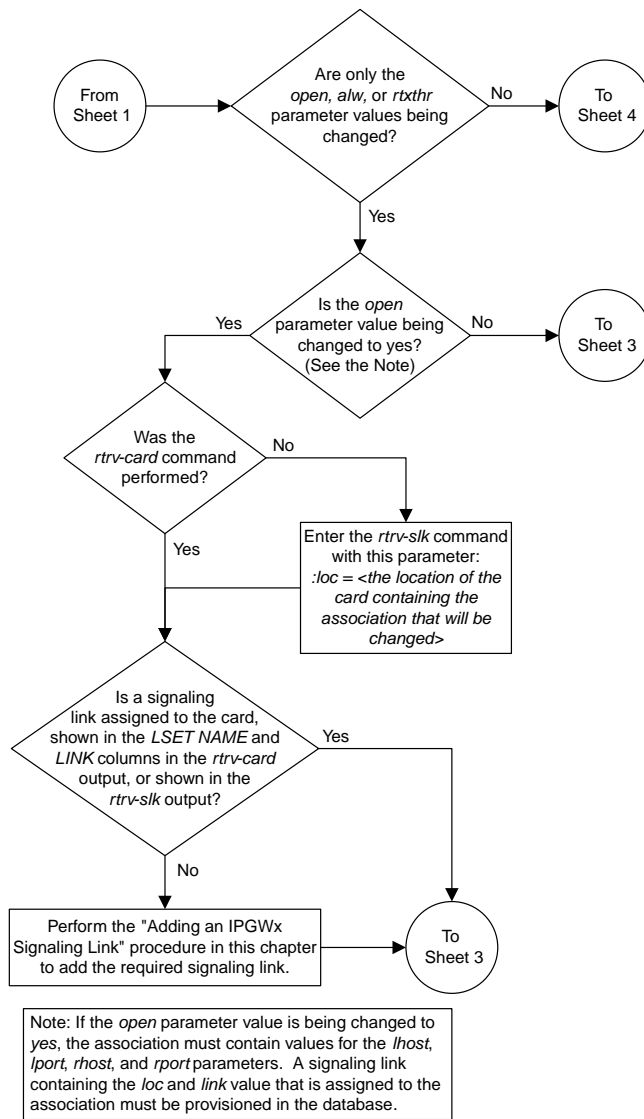 From
Sheet 1
Are only the
open, alw, or rtxthr
parameter values being
changed?
No
To
Sheet 4
Yes
Is the open
parameter value being
changed to yes?
(See the Note)
Yes
No
To
Sheet 3
Was the
rtrv-card command
performed?
No
Yes
Enter the rtrv-slk command
with this parameter:
:loc = <the location of the
card containing the
association that will be
changed>
Is a signaling
link assigned to the card,
shown in the LSET NAME and
LINK columns in the rtrv-card
output, or shown in the
rtrv-slk output?
Yes
No
Perform the "Adding an IPGWx
Signaling Link" procedure in this chapter
to add the required signaling link.
To
Sheet 3
Note: If the open parameter value is being changed to
yes, the association must contain values for the lhost,
lport, rhost, and rport parameters. A signaling link
containing the loc and link value that is assigned to the
association must be provisioned in the database.